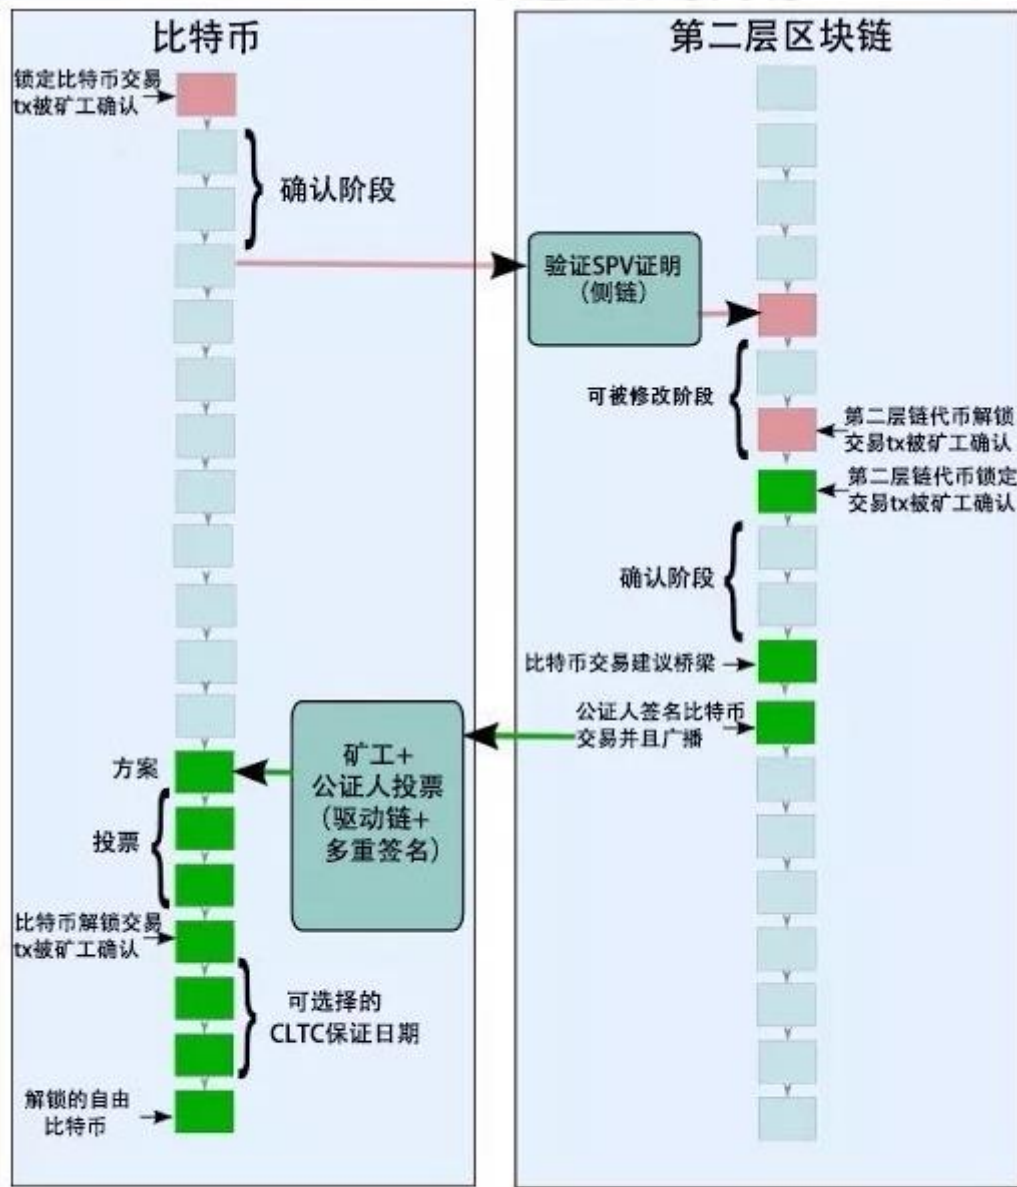 比特币
锁定比特币交易
tx被矿工确认
确认阶段
方案
投票
比特币解锁交易
tx被矿工确认
可选择的
CLTC保证日期
解锁的自由
比特币
矿工+
公证人投票
(驱动链+
多重签名)
第二层区块链
验证SPV证明
(侧链)
可被修改阶段
第二层链代币解锁
交易tx被矿工确认
第二层链代币锁定
交易tx被矿工确认
确认阶段
比特币交易建议桥梁
公证人签名比特币
交易并且广播